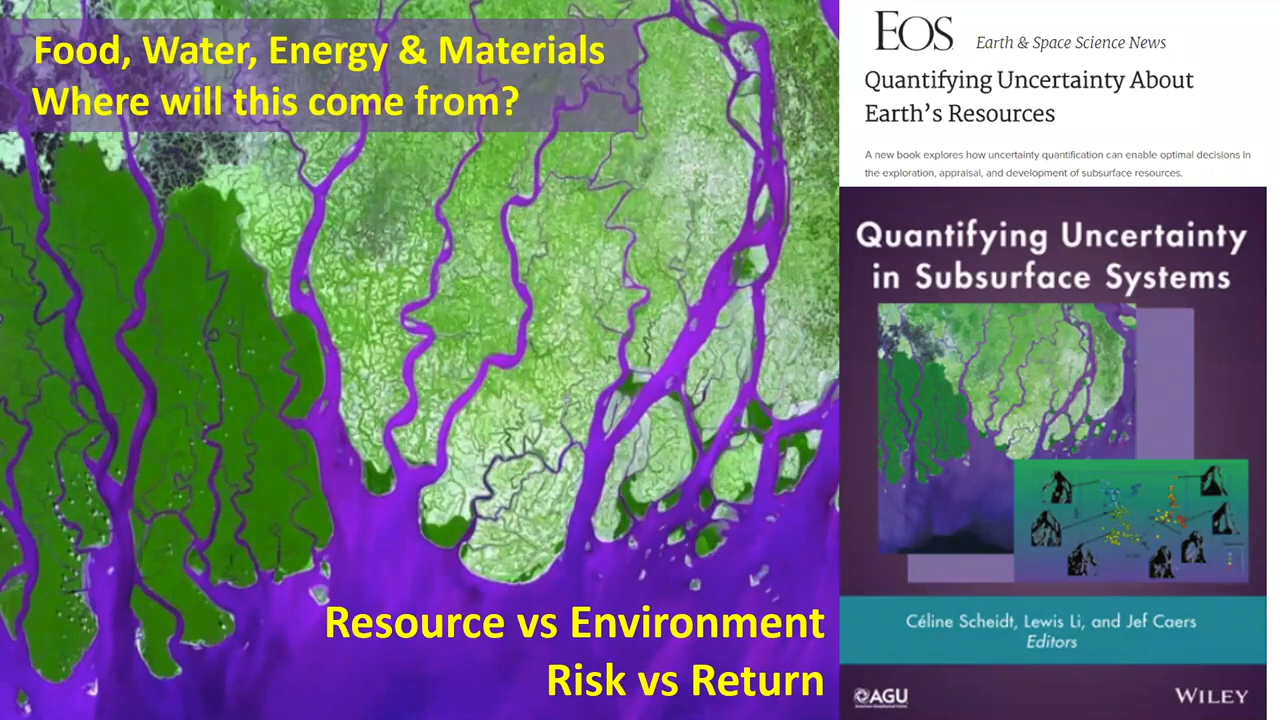 Food, Water, Energy & Materials
Where will this come from?
Resource vs Environment
Risk vs Return
EOS Earth & Space Science News
Quantifying Uncertainty About
Earth's Resources
A new book explores how uncertainty quantification can enable optimal decisions in
the exploration, appraisal, and development of subsurface resources.
Quantifying Uncertainty
in Subsurface Systems
Céline Scheidt, Lewis Li, and Jef Caers
Editors
AGU
WILEY